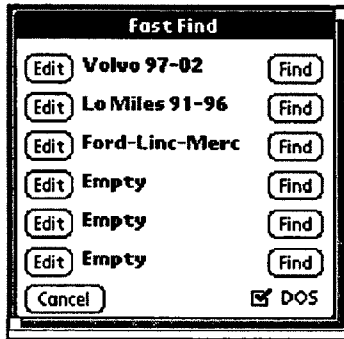 Fast Find
Edit Volvo 97-02 Find
Edit Lo Miles 91-96 Find
Edit Ford-Linc-Merc Find
Edit Empty Find
Edit Empty Find
Edit Empty Find
Cancel DOS